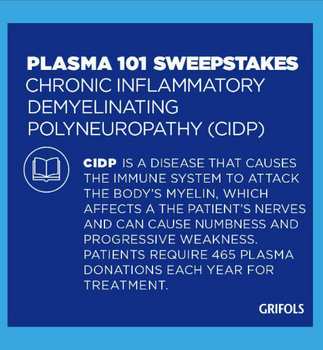 PLASMA 101 SWEEPSTAKES
CHRONIC INFLAMMATORY
DEMYELINATING
POLYNEUROPATHY (CIDP)
CIDP IS A DISEASE THAT CAUSES
THE IMMUNE SYSTEM TO ATTACK
THE BODY'S MYELIN, WHICH
AFFECTS A THE PATIENT'S NERVES
AND CAN CAUSE NUMBNESS AND
PROGRESSIVE WEAKNESS.
PATIENTS REQUIRE 465 PLASMA
DONATIONS EACH YEAR FOR
TREATMENT.
GRIFOLS